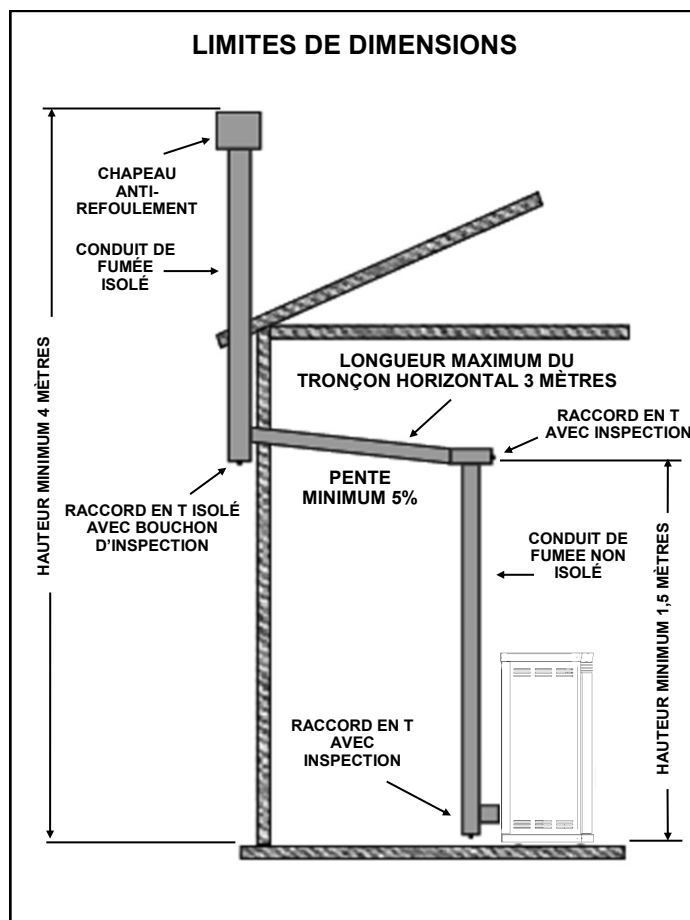 LIMITES DE DIMENSIONS
CHAPEAU
ANTI-
REFOULEMENT
CONDUIT DE
FUMÉE
ISOLÉ
HAUTEUR MINIMUM 4 MÈTRES
LONGUEUR MAXIMUM DU
TRONÇON HORIZONTAL 3 MÈTRES
RACCORD EN T
AVEC INSPECTION
PENTE
MINIMUM 5%
RACCORD EN T ISOLÉ
AVEC BOUCHON
D’INSPECTION
CONDUIT DE
FUMEE NON
ISOLÉ
HAUTEUR MINIMUM 1,5 MÈTRES
RACCORD EN T
AVEC
INSPECTION